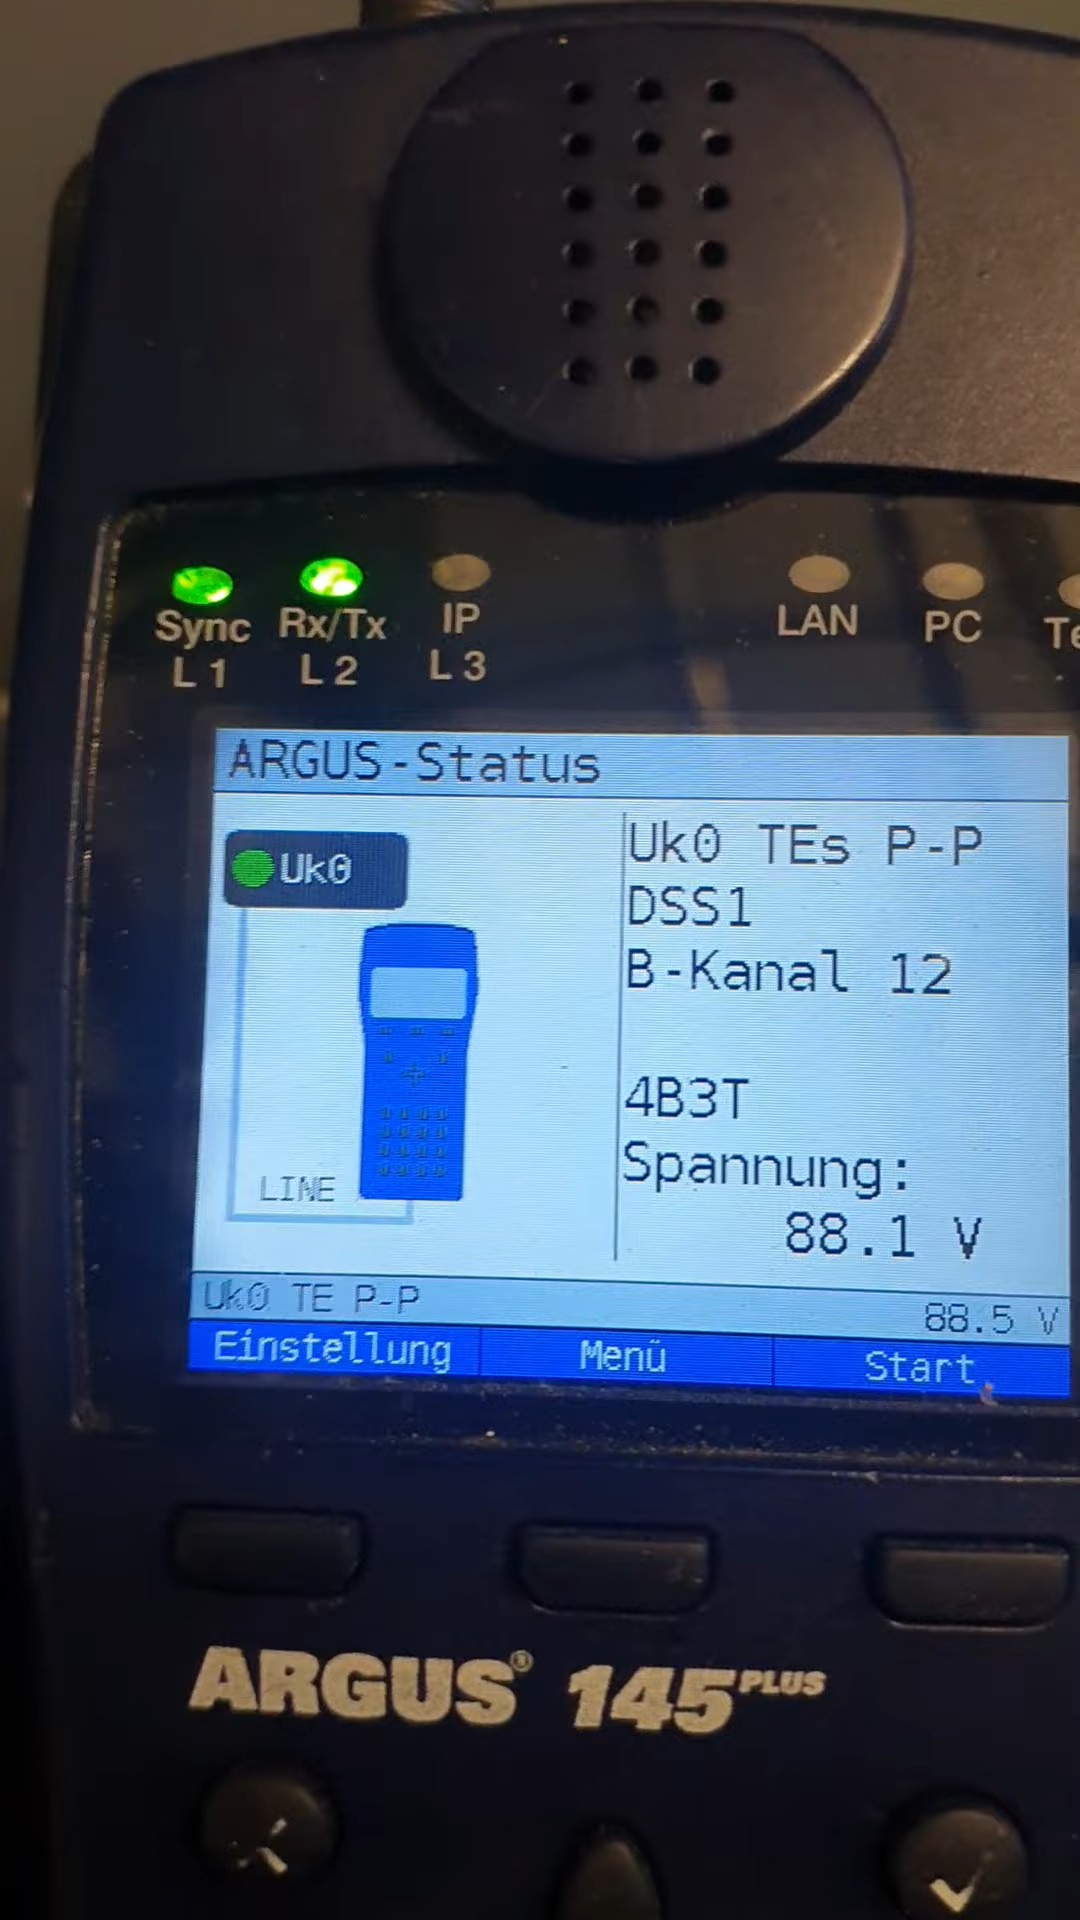 Sync Rx/Tx IP LAN PC
L1 L2 L3
ARGUS-Status
Uk0
Uk0 TEs P-P
DSS1
B-Kanal 12
4B3T
Spannung:
88.1 V
LINE
Uk0 TE P-P 88.5 V
Einstellung Menü Start
ARGUS® 145 PLUS